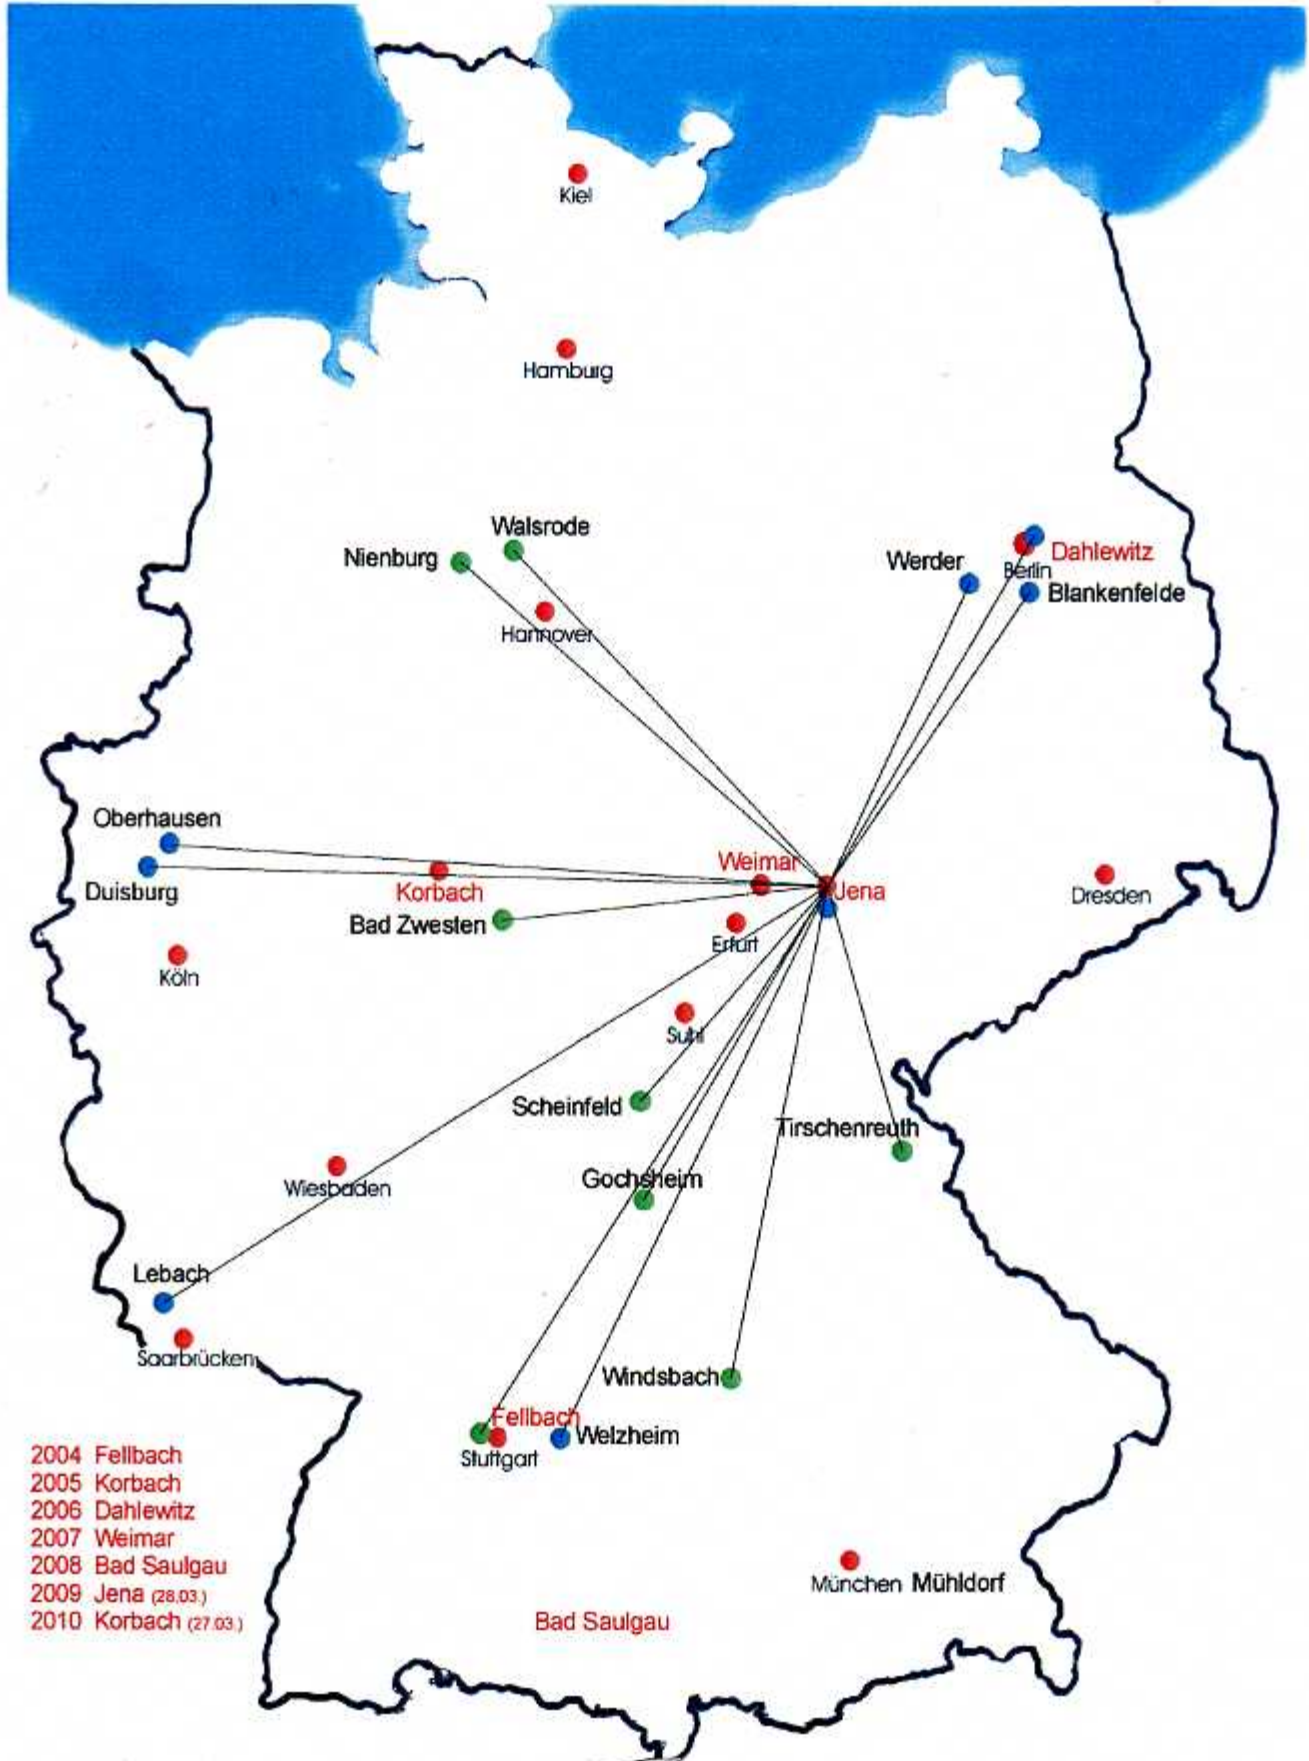 Kiel
Hamburg
Walsrode
Nienburg
Hannover
Werder
Dahlewitz
Berlin
Blankenfelde
Oberhausen
Duisburg
Korbach
Bad Zwesten
Weimar
Jena
Erfurt
Dresden
Köln
Suhl
Scheinfeld
Tirschenreuth
Gochsheim
Wiesbaden
Lebach
Saarbrücken
Windsbach
Fellbach
Welzheim
Stuttgart
2004 Fellbach
2005 Korbach
2006 Dahlewitz
2007 Weimar
2008 Bad Saulgau
2009 Jena (28.03.)
2010 Korbach (27.03.)
München Mühldorf
Bad Saulgau